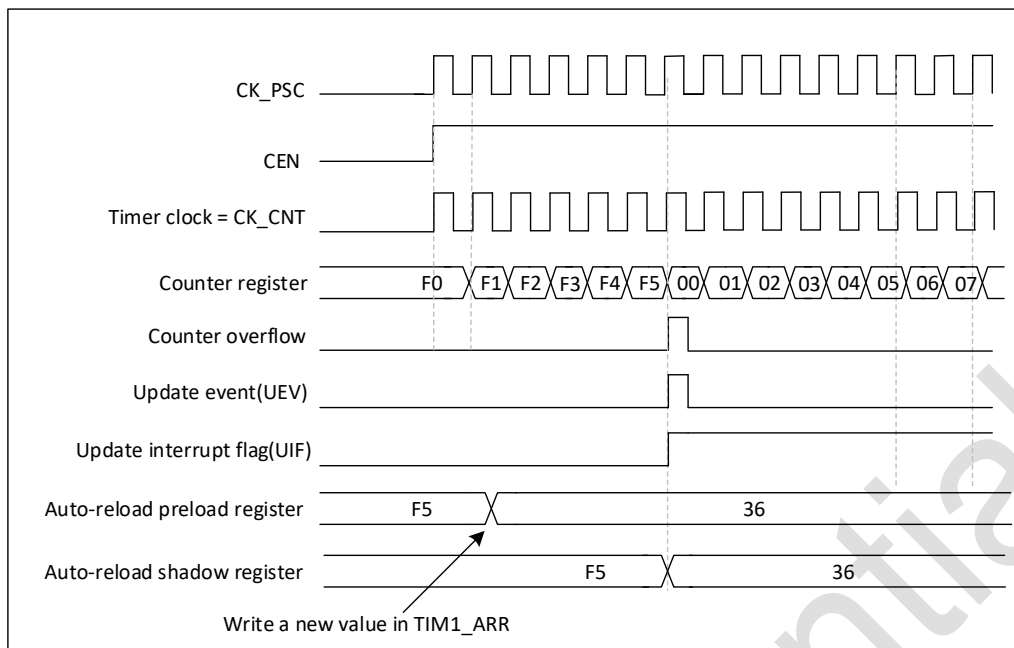 CK_PSC
CEN
Timer clock = CK_CNT
Counter register
F0 F1 F2 F3 F4 F5 00 01 02 03 04 05 06 07
Counter overflow
Update event(UEV)
Update interrupt flag(UIF)
Auto-reload preload register
F5 36
Auto-reload shadow register
F5 36
Write a new value in TIM1_ARR
ntial